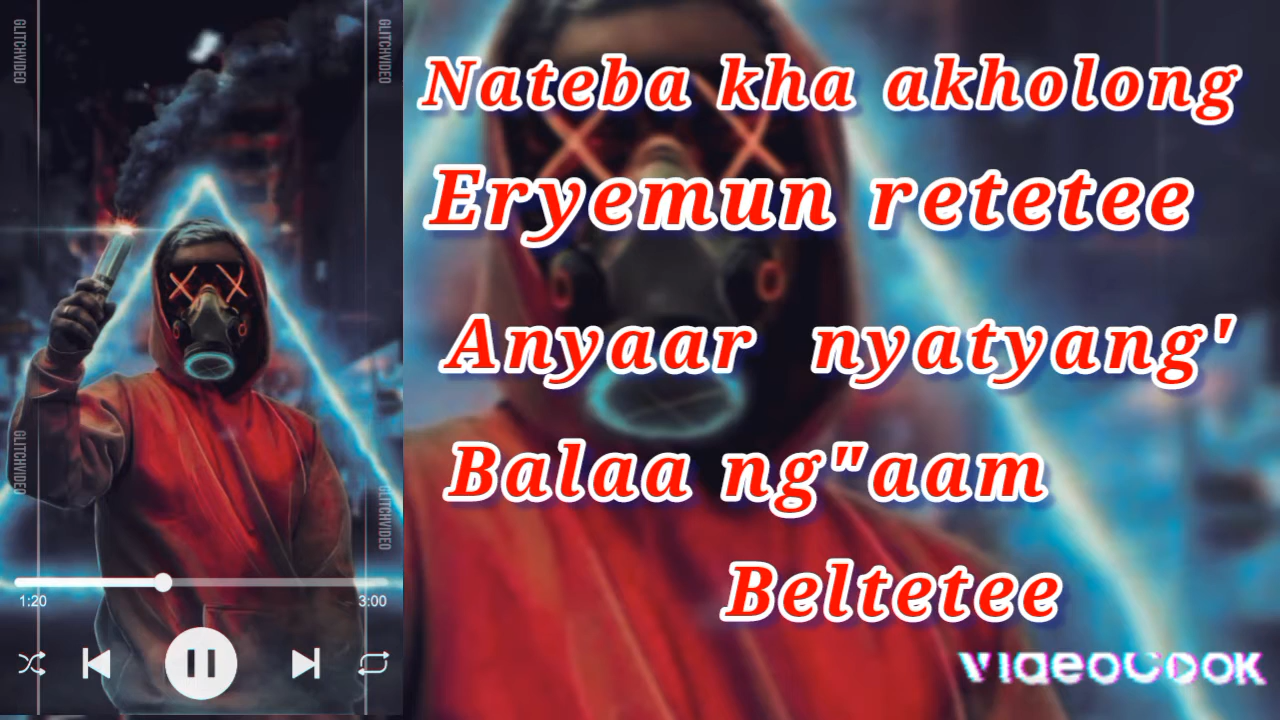 GLITCHVIDEO
GLITCHVIDEO
GLITCHVIDEO
GLITCHVIDEO
1:20
3:00
Nateba kha akholong
Eryemun retetee
Anyaar nyatyang'
Balaa ng"aam
Beltetee
VIDEOCOOK